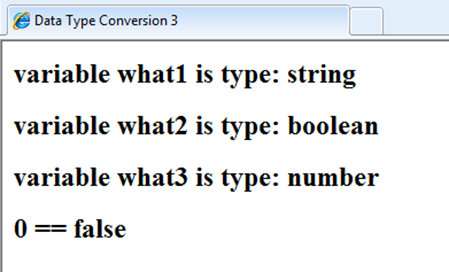 Data Type Conversion 3
variable what1 is type: string
variable what2 is type: boolean
variable what3 is type: number
0 == false